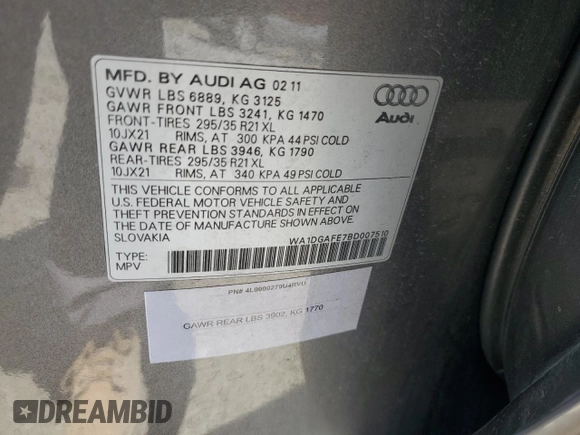 MFD. BY AUDI AG 02 11
GVWR LBS 6889, KG 3125
GAWR FRONT LBS 3241, KG 1470
FRONT-TIRES 295/35 R21 XL
10JX21 RIMS, AT 300 KPA 44 PSI COLD
GAWR REAR LBS 3946, KG 1790
REAR-TIRES 295/35 R21 XL
10JX21 RIMS, AT 340 KPA 49 PSI COLD
THIS VEHICLE CONFORMS TO ALL APPLICABLE
U.S. FEDERAL MOTOR VEHICLE SAFETY AND
THEFT PREVENTION STANDARDS IN EFFECT ON
THE DATE OF MANUFACTURE SHOWN ABOVE
SLOVAKIA
Audi
WA1DGAFE7BD007510
TYPE:
MPV
PN#
GAWR REAR LBS 3902, KG 1770
DREAMBID